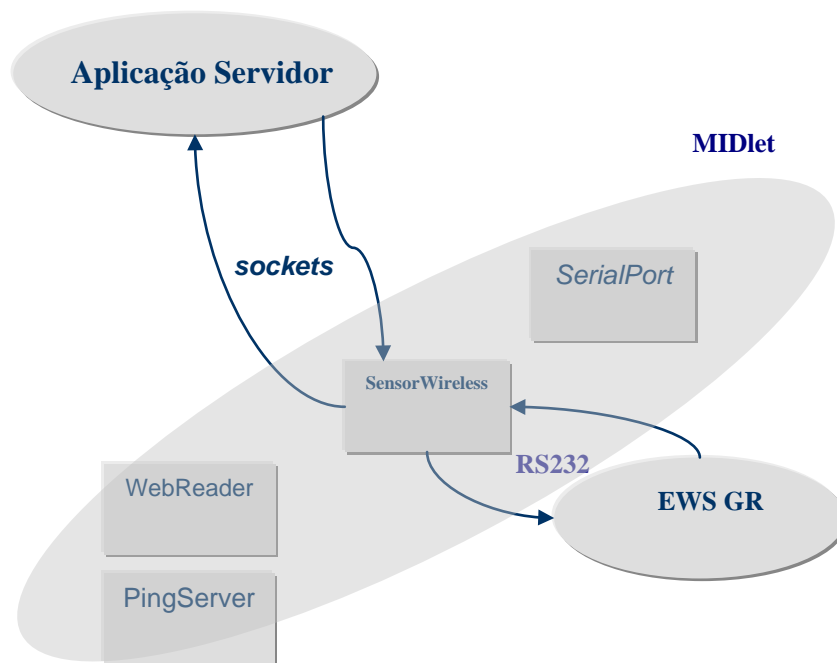 Aplicação Servidor
MIDlet
sockets
SerialPort
SensorWireless
RS232
WebReader
EWS GR
PingServer